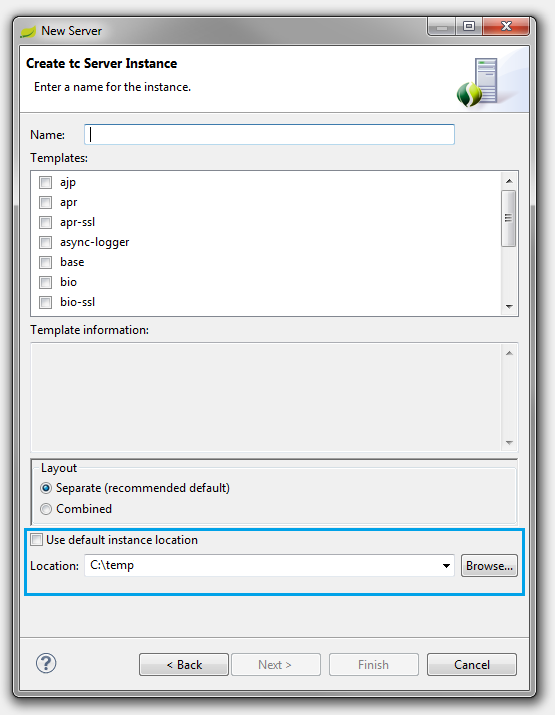 New Server
Create tc Server Instance
Enter a name for the instance.
Name:
Templates:
ajp
apr
apr-ssl
async-logger
base
bio
bio-ssl
Template information:
Layout
Separate (recommended default)
Combined
Use default instance location
Location: C:\temp Browse...
? < Back Next > Finish Cancel